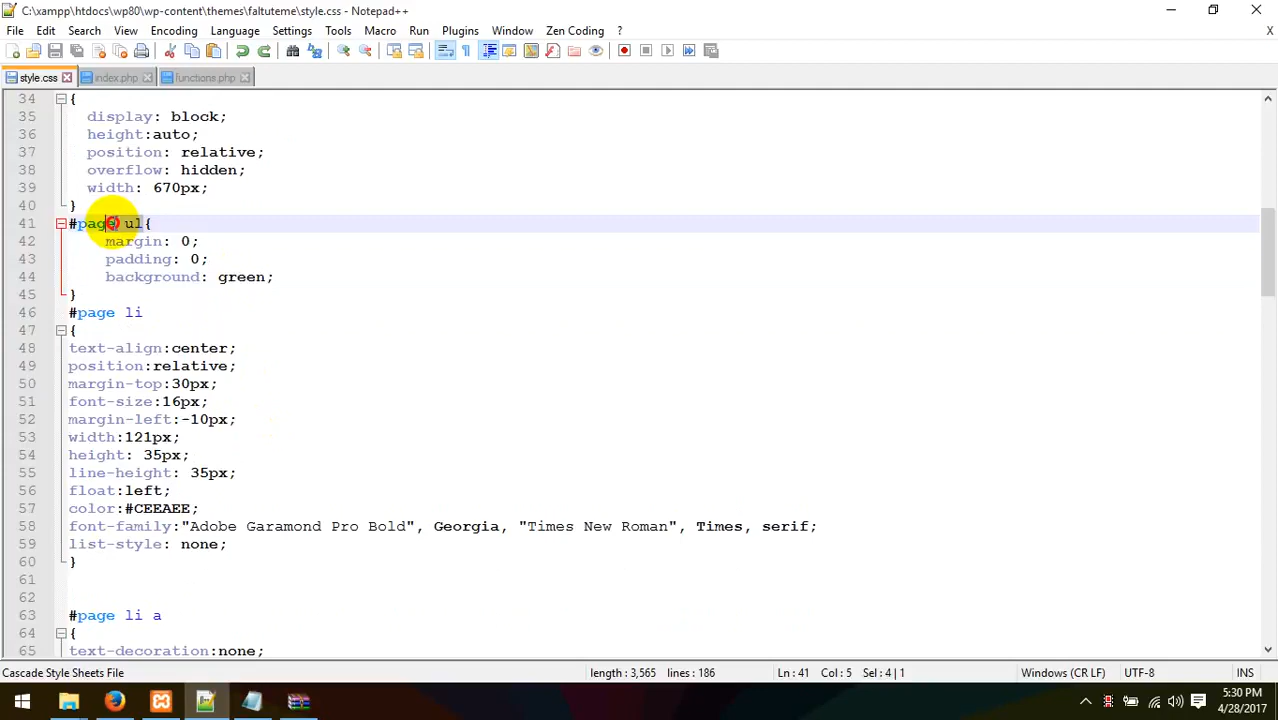 C:\xampp\htdocs\wp80\wp-content\themes\faltuteme\style.css - Notepad++
File Edit Search View Encoding Language Settings Tools Macro Run Plugins Window Zen Coding ? X
style.css index.php functions.php
34 {
35 display: block;
36 height:auto;
37 position: relative;
38 overflow: hidden;
39 width: 670px;
40 }
41 #page ul{
42 margin: 0;
43 padding: 0;
44 background: green;
45 }
46 #page li
47 {
48 text-align:center;
49 position:relative;
50 margin-top:30px;
51 font-size:16px;
52 margin-left:-10px;
53 width:121px;
54 height: 35px;
55 line-height: 35px;
56 float:left;
57 color:#CEEAEE;
58 font-family:"Adobe Garamond Pro Bold", Georgia, "Times New Roman", Times, serif;
59 list-style: none;
60 }
61
62
63 #page li a
64 {
65 text-decoration:none;
Cascade Style Sheets File length : 3,565 lines : 186 Ln : 41 Col : 5 Sel : 4 | 1 Windows (CR LF) UTF-8 INS
5:30 PM
4/28/2017